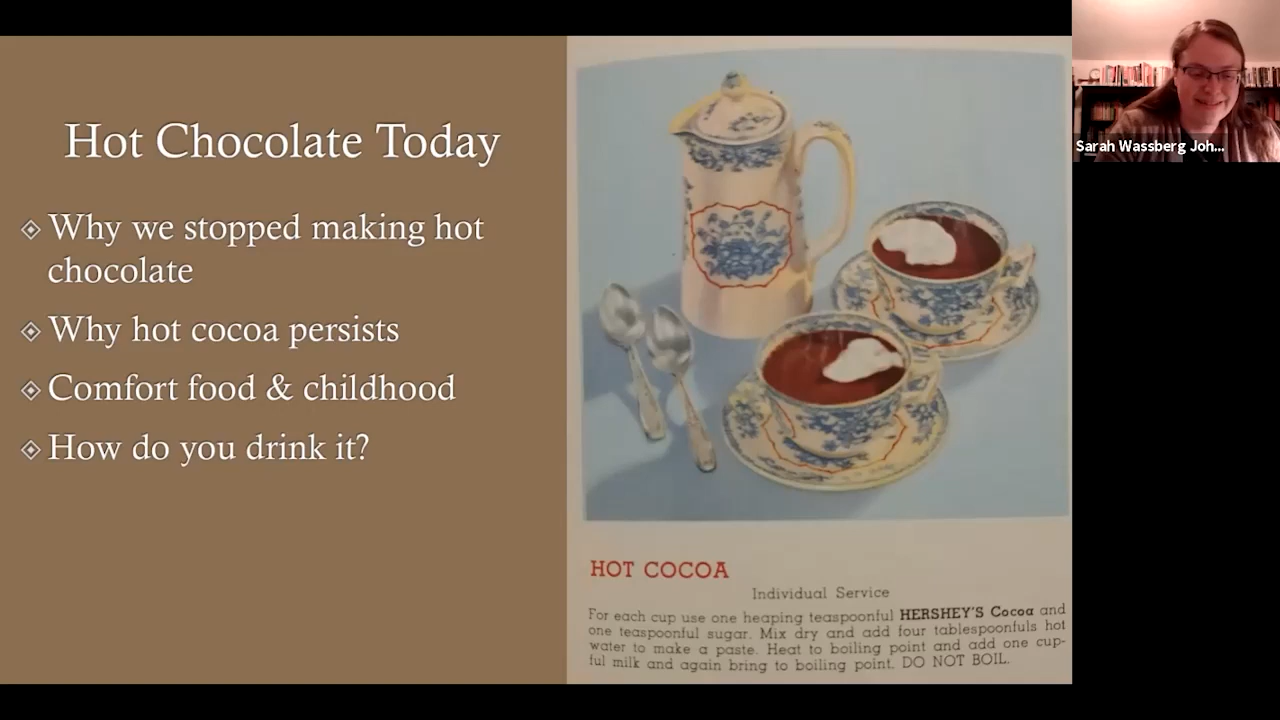 Hot Chocolate Today
Why we stopped making hot
chocolate
Why hot cocoa persists
Comfort food & childhood
How do you drink it?
HOT COCOA
Individual Service
For each cup use one heaping teaspoonful HERSHEY'S Cocoa and
one teaspoonful sugar. Mix dry and add four tablespoonfuls hot
water to make a paste. Heat to boiling point and add one cup-
ful milk and again bring to boiling point. DO NOT BOIL.
Sarah Wassberg Joh...